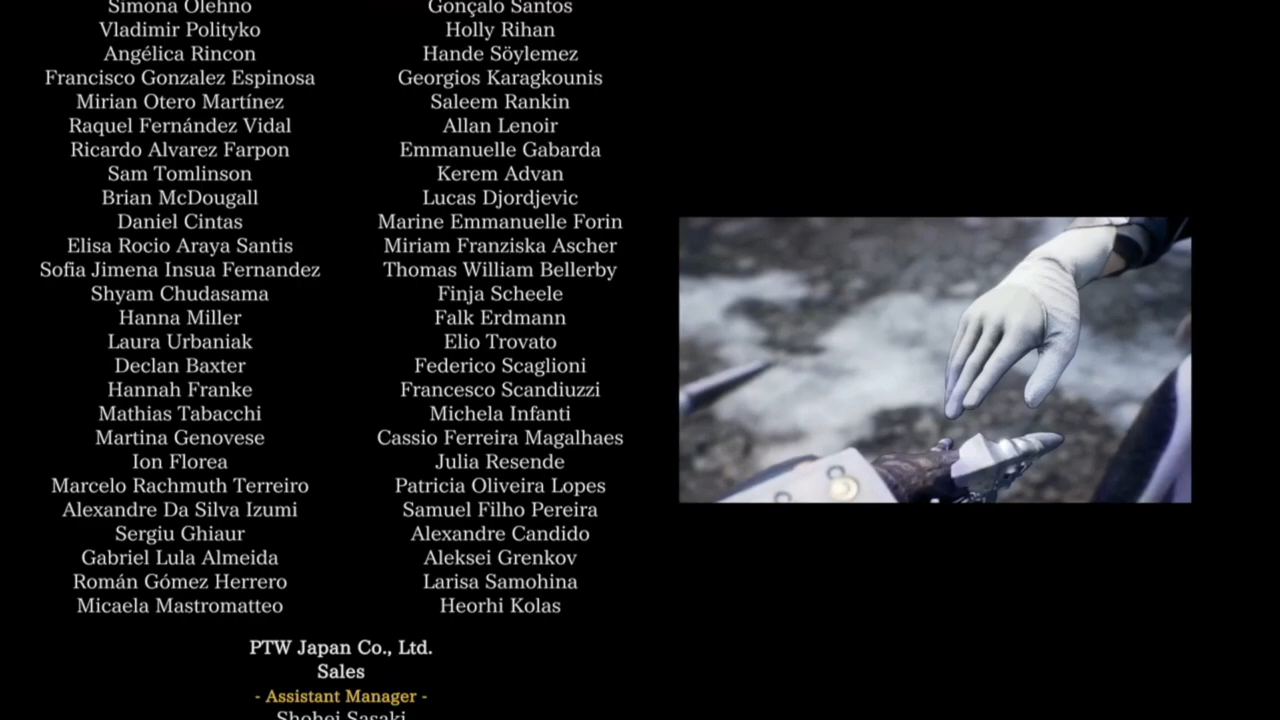 Simona Olehno
Vladimir Polityko
Angélica Rincon
Francisco Gonzalez Espinosa
Mirian Otero Martínez
Raquel Fernández Vidal
Ricardo Alvarez Farpon
Sam Tomlinson
Brian McDougall
Daniel Cintas
Elisa Rocio Araya Santis
Sofia Jimena Insua Fernandez
Shyam Chudasama
Hanna Miller
Laura Urbaniak
Declan Baxter
Hannah Franke
Mathias Tabacchi
Martina Genovese
Ion Florea
Marcelo Rachmuth Terreiro
Alexandre Da Silva Izumi
Sergiu Ghiaur
Gabriel Lula Almeida
Román Gómez Herrero
Micaela Mastromatteo
Gonçalo Santos
Holly Rihan
Hande Söylemez
Georgios Karagkounis
Saleem Rankin
Allan Lenoir
Emmanuelle Gabarda
Kerem Advan
Lucas Djordjevic
Marine Emmanuelle Forin
Miriam Franziska Ascher
Thomas William Bellerby
Finja Scheele
Falk Erdmann
Elio Trovato
Federico Scaglioni
Francesco Scandiuzzi
Michela Infanti
Cassio Ferreira Magalhaes
Julia Resende
Patricia Oliveira Lopes
Samuel Filho Pereira
Alexandre Candido
Aleksei Grenkov
Larisa Samohina
Heorhi Kolas
PTW Japan Co., Ltd.
Sales
- Assistant Manager -
Shohei Sasaki